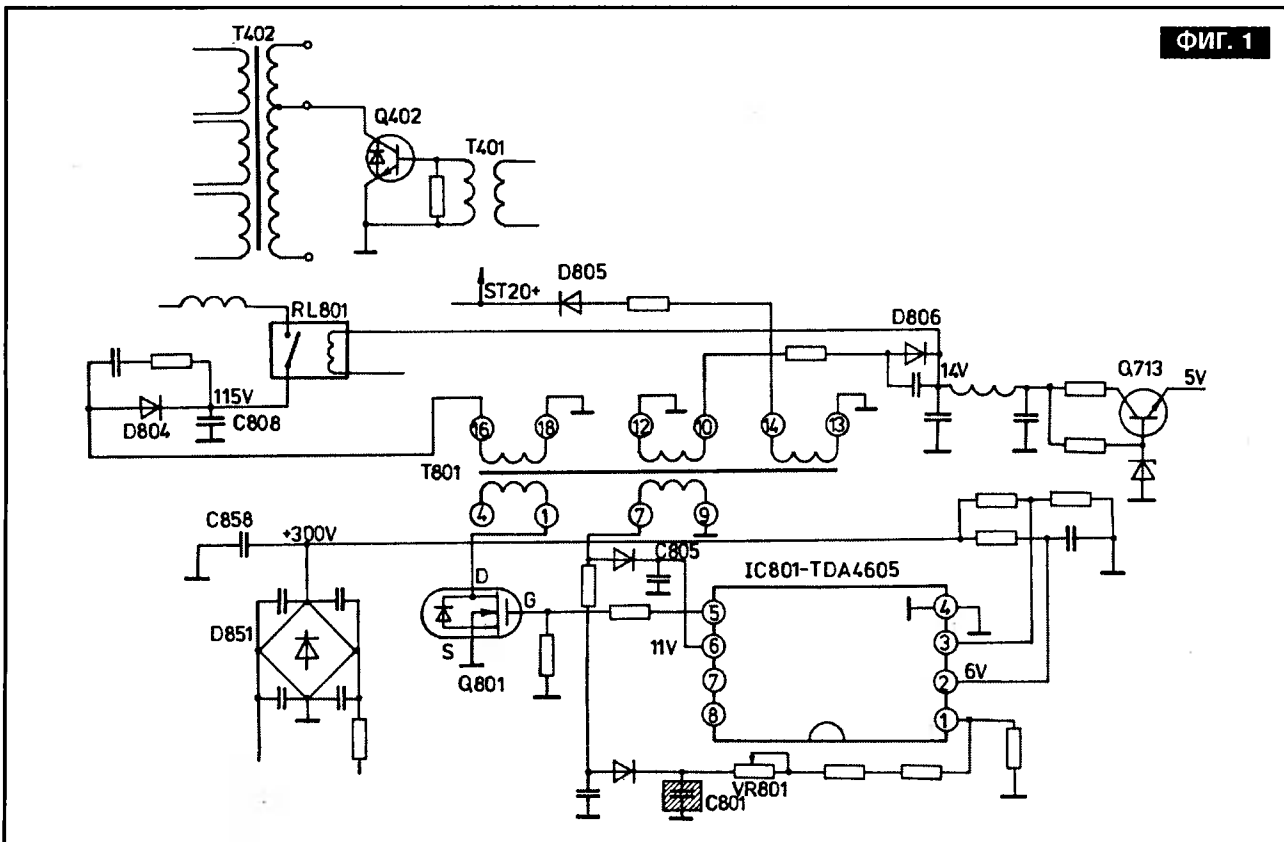 ФИГ. 1
T402
Q402
T401
D805
ST20+
RL801
D806
14V
Q713
5V
115V
D804
C808
16
18
12
10
14
13
T801
4
1
7
9
C858
+300V
C805
IC801-TDA4605
D
G
S
Q801
D851
11V
5
6
7
8
4
3
6V
2
1
VR801
C801